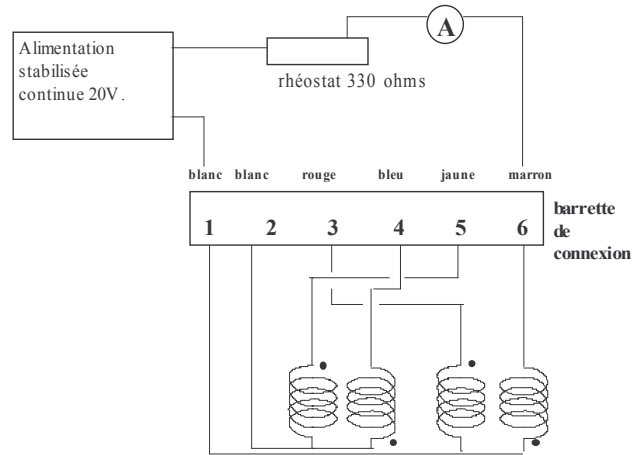 Alimentation
stabilisée
continue 20V.
A
rhéostat 330 ohms
blanc blanc rouge bleu jaune marron
1 2 3 4 5 6
barrette
de
connexion